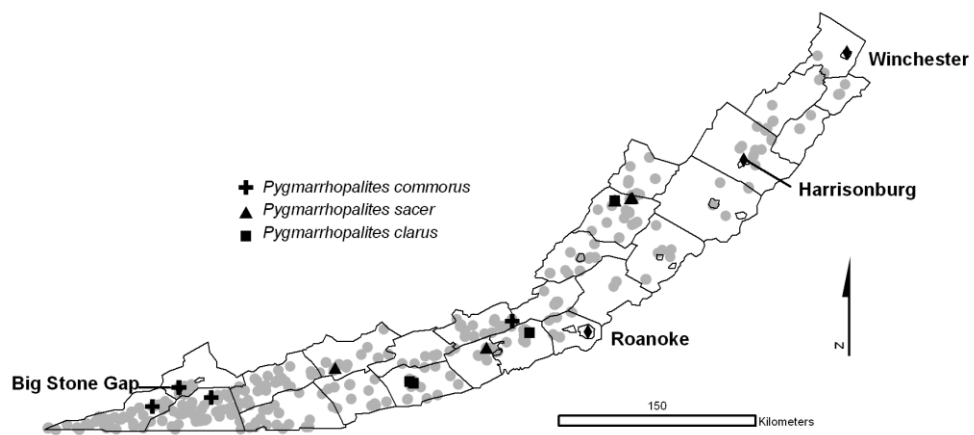 Winchester
Harrisonburg
Pygmarrhopalites commorus
Pygmarrhopalites sacer
Pygmarrhopalites clarus
Roanoke
Big Stone Gap
N
150
Kilometers